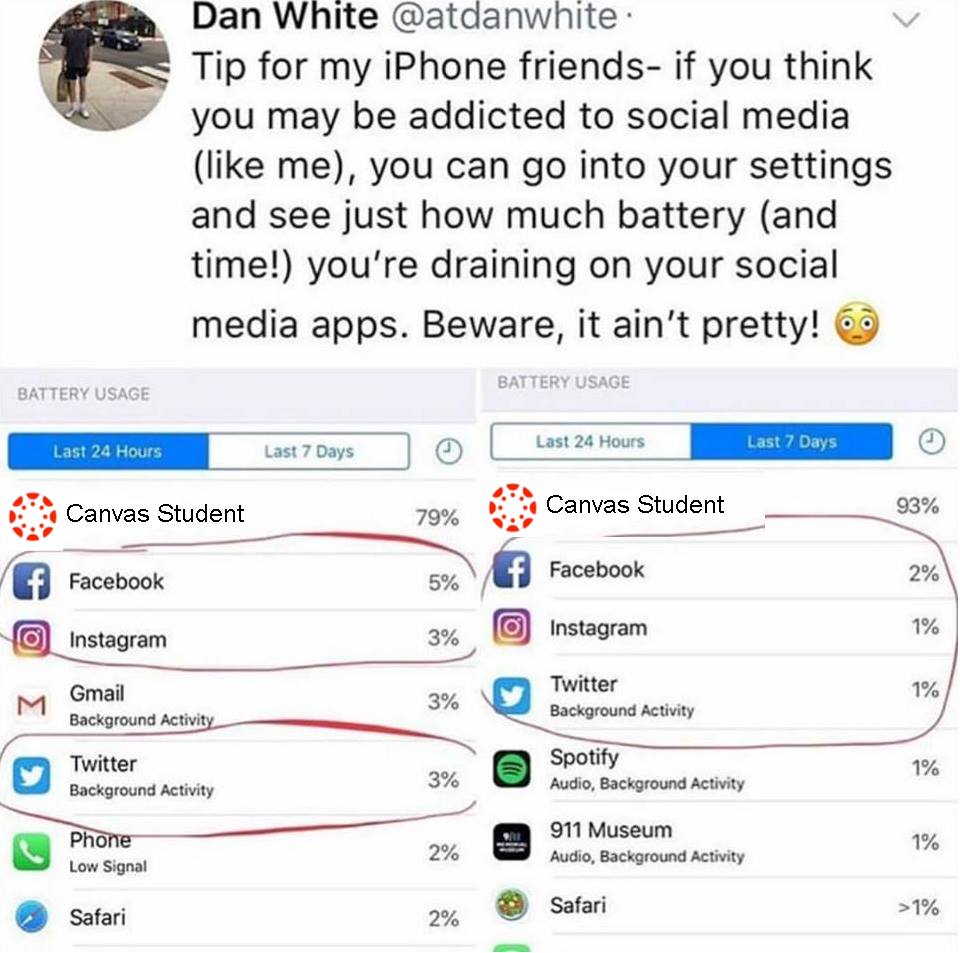 Dan White @atdanwhite ·
Tip for my iPhone friends- if you think
you may be addicted to social media
(like me), you can go into your settings
and see just how much battery (and
time!) you’re draining on your social
media apps. Beware, it ain’t pretty! 😳
BATTERY USAGE
Last 24 Hours Last 7 Days
Canvas Student 79%
Facebook 5%
Instagram 3%
Gmail 3%
Background Activity
Twitter 3%
Background Activity
Phone 2%
Low Signal
Safari 2%
BATTERY USAGE
Last 24 Hours Last 7 Days
Canvas Student 93%
Facebook 2%
Instagram 1%
Twitter 1%
Background Activity
Spotify 1%
Audio, Background Activity
911 Museum 1%
Audio, Background Activity
Safari >1%